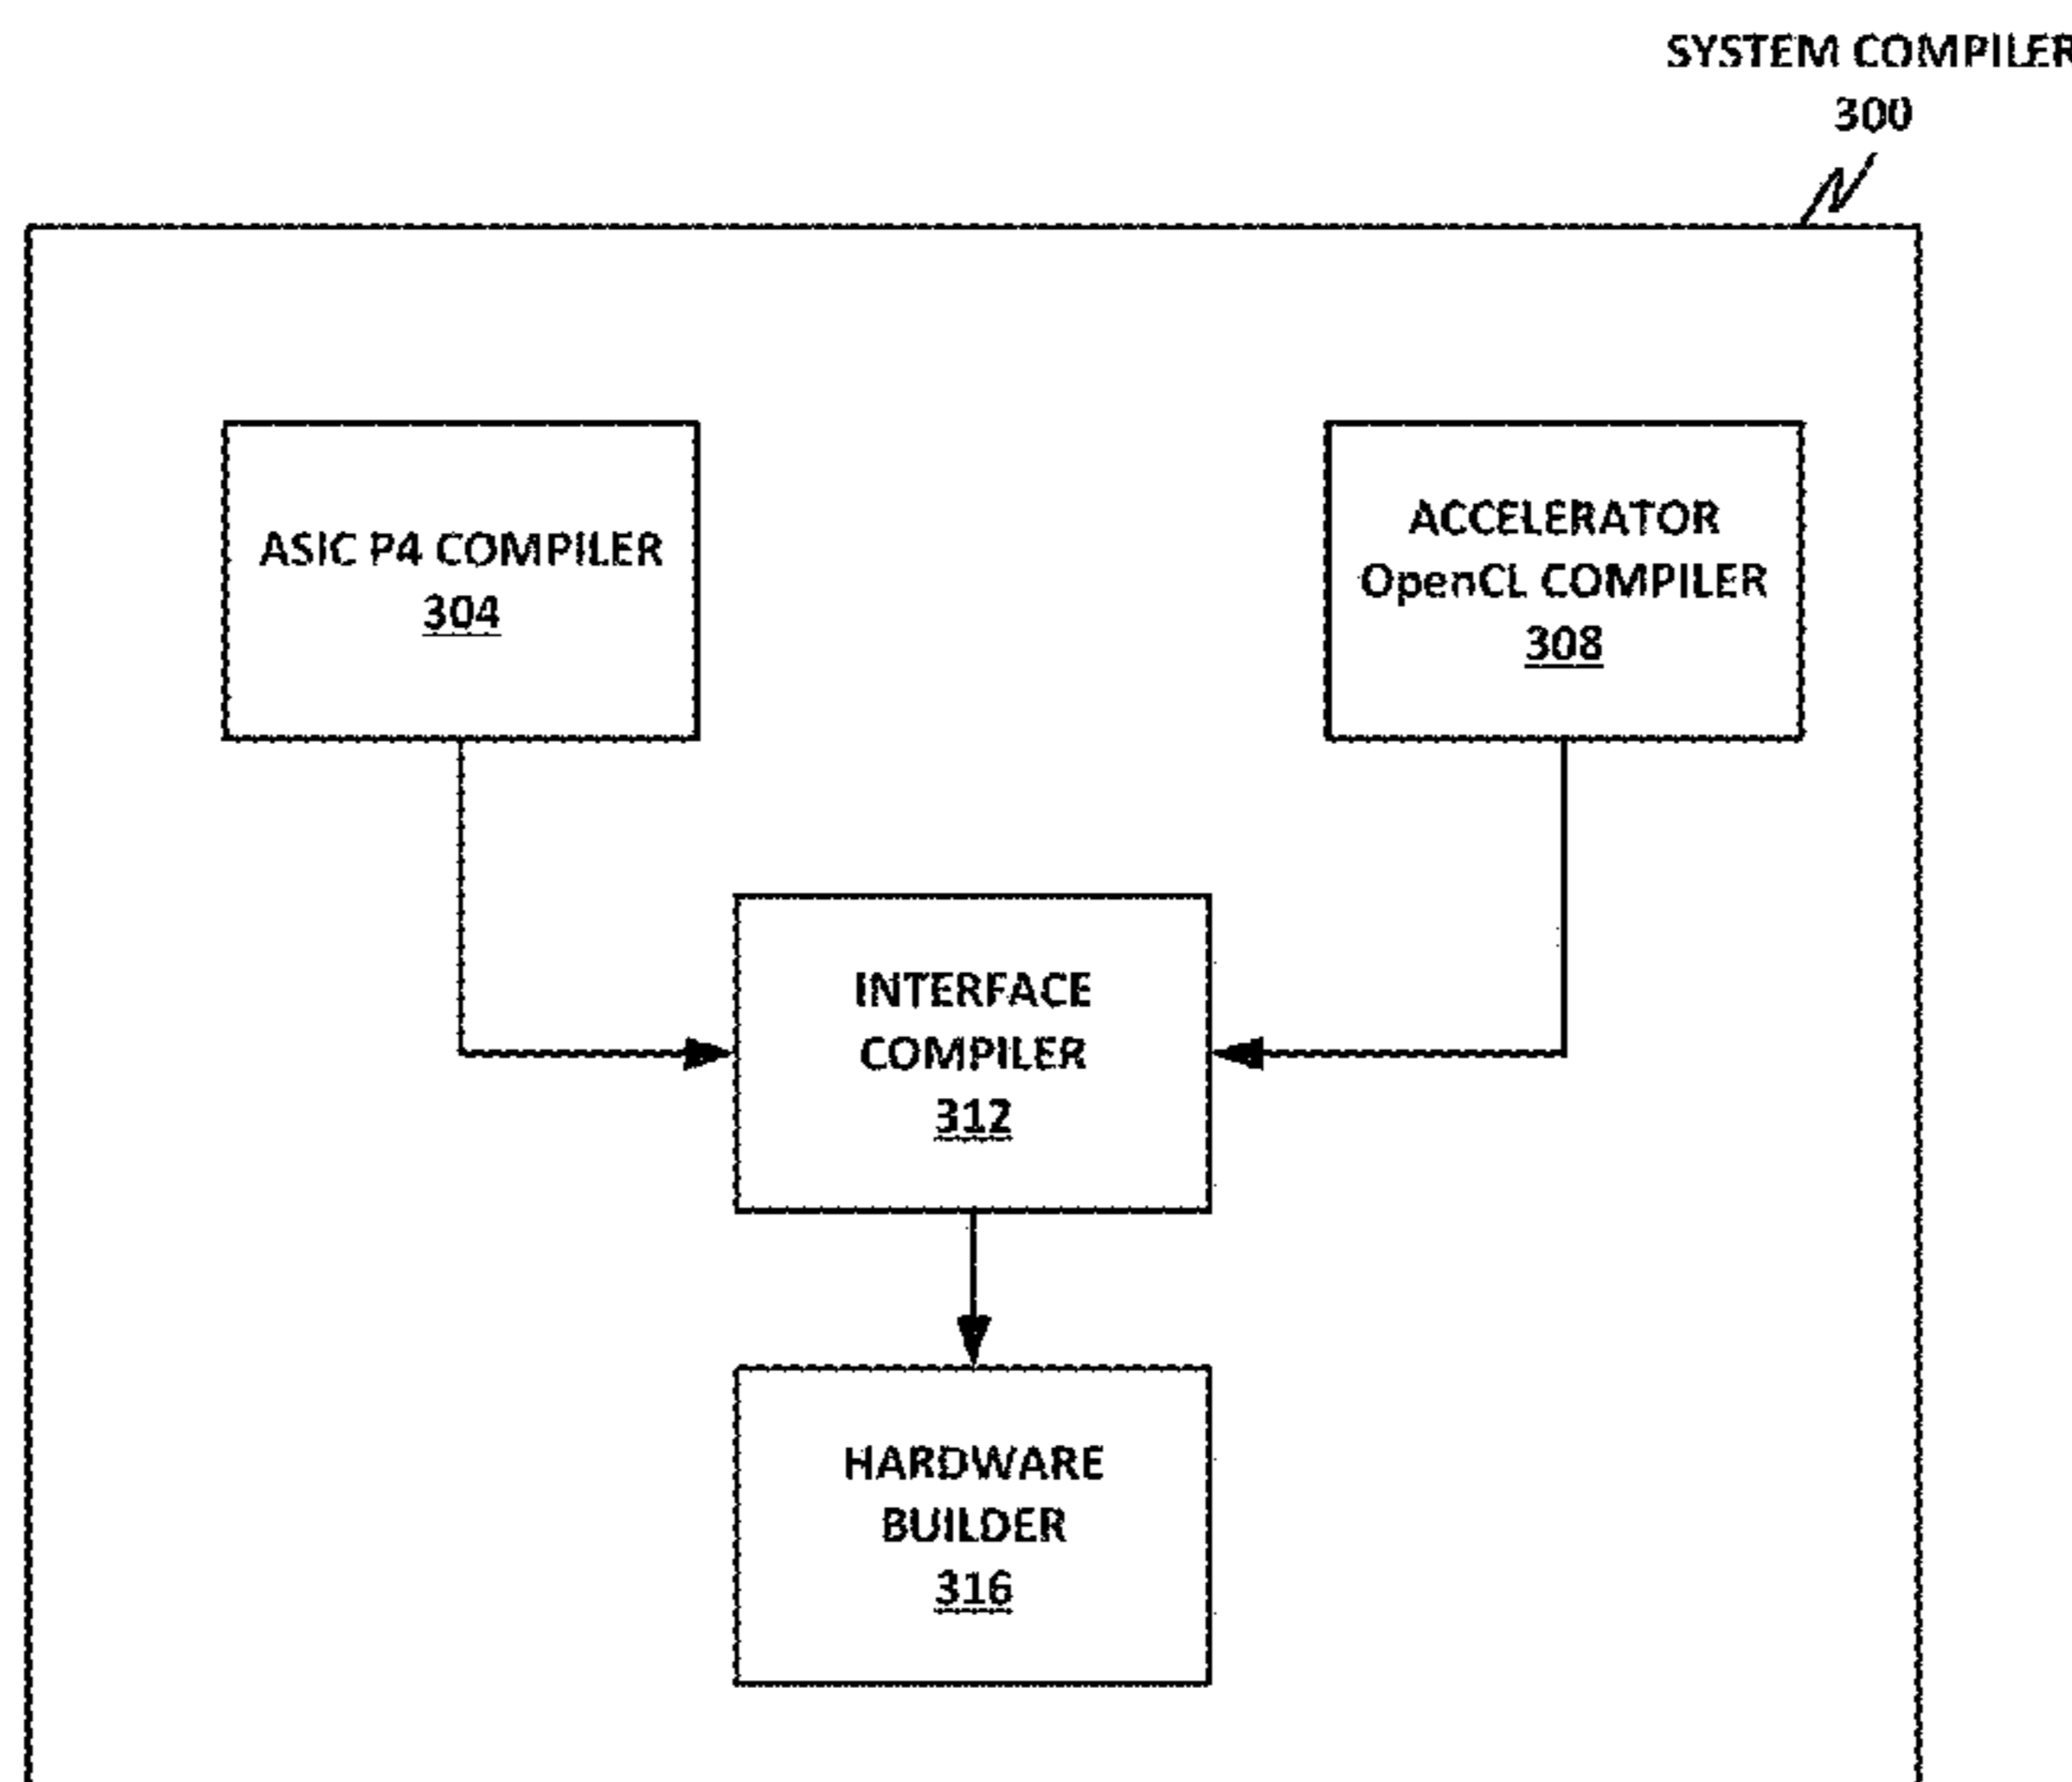 SYSTEM COMPILER
300
ASIC P4 COMPILER
304
ACCELERATOR
OpenCL COMPILER
308
INTERFACE
COMPILER
312
HARDWARE
BUILDER
316